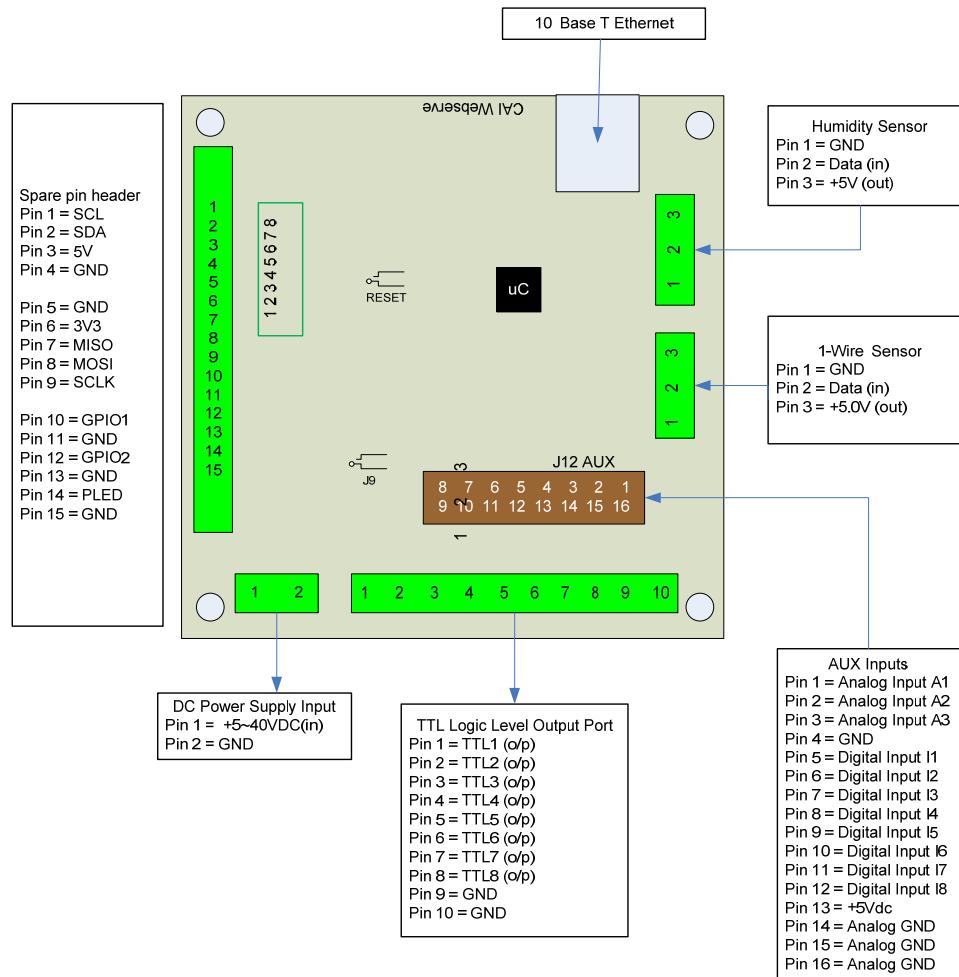 10 Base T Ethernet
CAI Webserve
Humidity Sensor
Pin 1 = GND
Pin 2 = Data (in)
Pin 3 = +5V (out)
Spare pin header
Pin 1 = SCL
Pin 2 = SDA
Pin 3 = 5V
Pin 4 = GND
Pin 5 = GND
Pin 6 = 3V3
Pin 7 = MISO
Pin 8 = MOSI
Pin 9 = SCLK
Pin 10 = GPIO1
Pin 11 = GND
Pin 12 = GPIO2
Pin 13 = GND
Pin 14 = PLED
Pin 15 = GND
1
2
3
4
5
6
7
8
9
10
11
12
13
14
15
1 2 3 4 5 6 7 8
RESET
uC
3
2
1
1-Wire Sensor
Pin 1 = GND
Pin 2 = Data (in)
Pin 3 = +5.0V (out)
3
2
1
J9
J12 AUX
8 7 6 5 4 3 2 1
9 10 11 12 13 14 15 16
1 2 3
1 2
1 2 3 4 5 6 7 8 9 10
DC Power Supply Input
Pin 1 = +5~40VDC(in)
Pin 2 = GND
TTL Logic Level Output Port
Pin 1 = TTL1 (o/p)
Pin 2 = TTL2 (o/p)
Pin 3 = TTL3 (o/p)
Pin 4 = TTL4 (o/p)
Pin 5 = TTL5 (o/p)
Pin 6 = TTL6 (o/p)
Pin 7 = TTL7 (o/p)
Pin 8 = TTL8 (o/p)
Pin 9 = GND
Pin 10 = GND
AUX Inputs
Pin 1 = Analog Input A1
Pin 2 = Analog Input A2
Pin 3 = Analog Input A3
Pin 4 = GND
Pin 5 = Digital Input I1
Pin 6 = Digital Input I2
Pin 7 = Digital Input I3
Pin 8 = Digital Input I4
Pin 9 = Digital Input I5
Pin 10 = Digital Input I6
Pin 11 = Digital Input I7
Pin 12 = Digital Input I8
Pin 13 = +5Vdc
Pin 14 = Analog GND
Pin 15 = Analog GND
Pin 16 = Analog GND